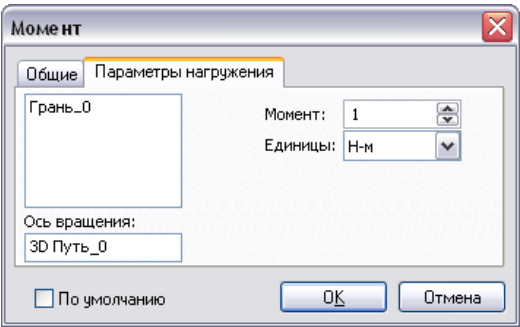 Момент
Общие
Параметры нагружения
Грань_0
Момент: 1
Единицы: Н-м
Ось вращения:
3D Путь_0
По умолчанию
OK
Отмена